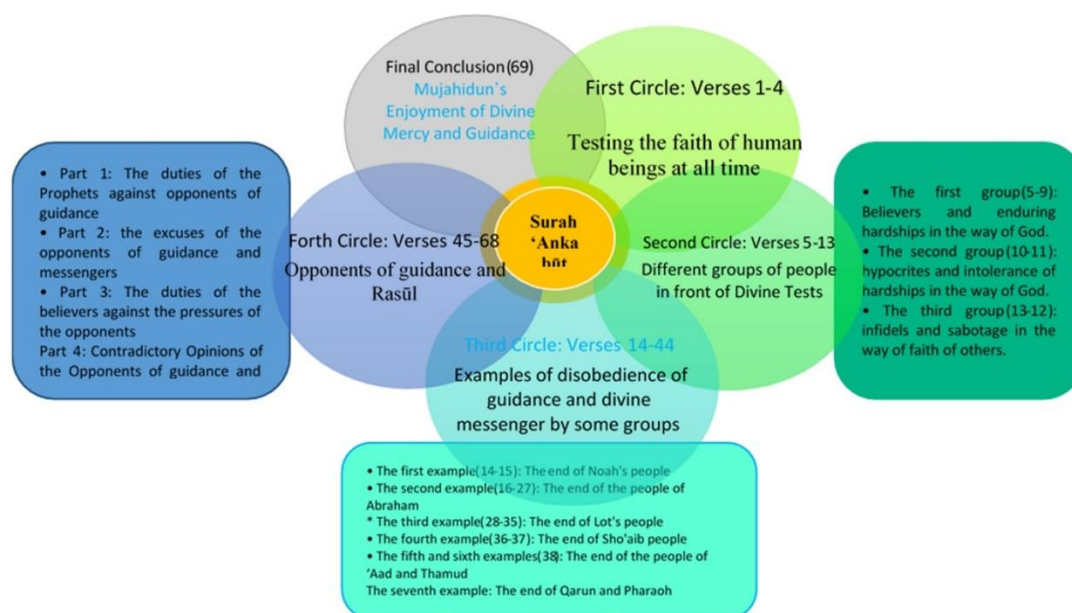 Final Conclusion(69)
Mujahidun`s
Enjoyment of Divine
Mercy and Guidance
First Circle: Verses 1-4
Testing the faith of human
beings at all time
• Part 1: The duties of the
Prophets against opponents of
guidance
• Part 2: the excuses of the
opponents of guidance and
messengers
• Part 3: The duties of the
believers against the pressures of
the opponents
Part 4: Contradictory Opinions of
the Opponents of guidance and
Forth Circle: Verses 45-68
Opponents of guidance and
Rasūl
Surah
‘Anka
būt
Second Circle: Verses 5-13
Different groups of people
in front of Divine Tests
• The first group(5-9):
Believers and enduring
hardships in the way of God.
• The second group(10-11):
hypocrites and intolerance of
hardships in the way of God.
• The third group(13-12):
infidels and sabotage in the
way of faith of others.
Third Circle: Verses 14-44
Examples of disobedience of
guidance and divine
messenger by some groups
• The first example(14-15): The end of Noah's people
• The second example(16-27): The end of the people of
Abraham
* The third example(28-35): The end of Lot's people
• The fourth example(36-37): The end of Sho'aib people
• The fifth and sixth examples(38): The end of the people of
‘Aad and Thamud
The seventh example: The end of Qarun and Pharaoh